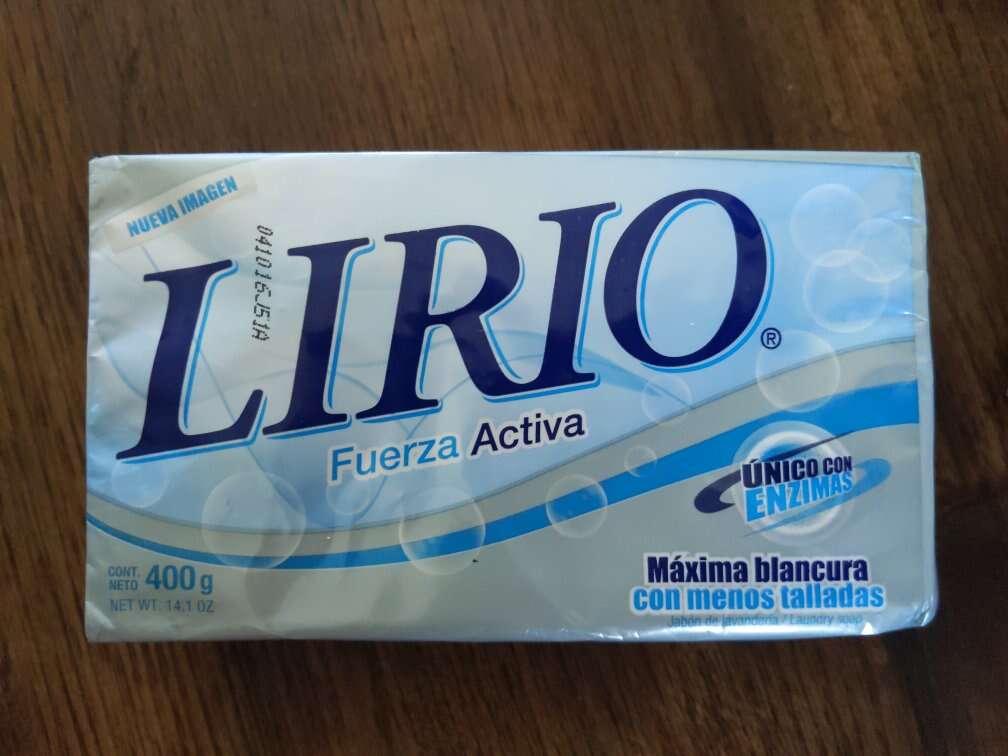 NUEVA IMAGEN
041016J51A
LIRIO®
Fuerza Activa
ÚNICO CON
ENZIMAS
CONT.
NETO 400 g
NET WT. 14,1 OZ
Máxima blancura
con menos talladas
Jabón de lavandería / Laundry soap